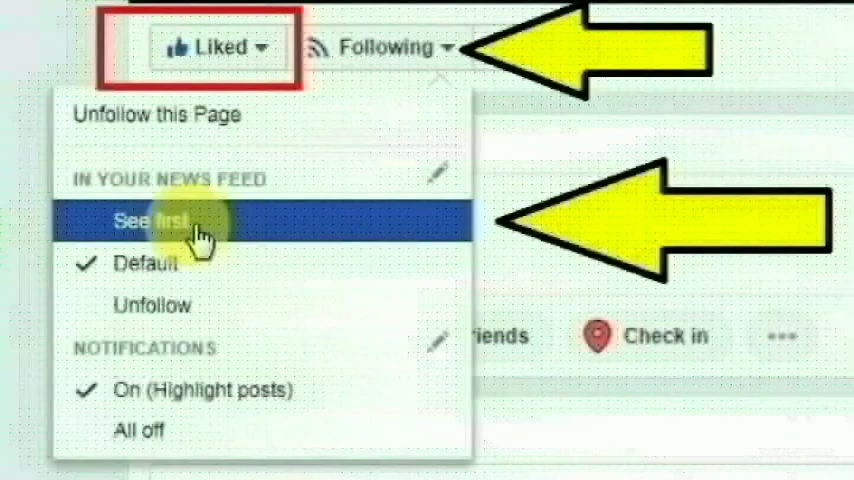 Liked Following
Unfollow this Page
IN YOUR NEWS FEED
See first
Default
Unfollow
riends Check in
NOTIFICATIONS
On (Highlight posts)
All off